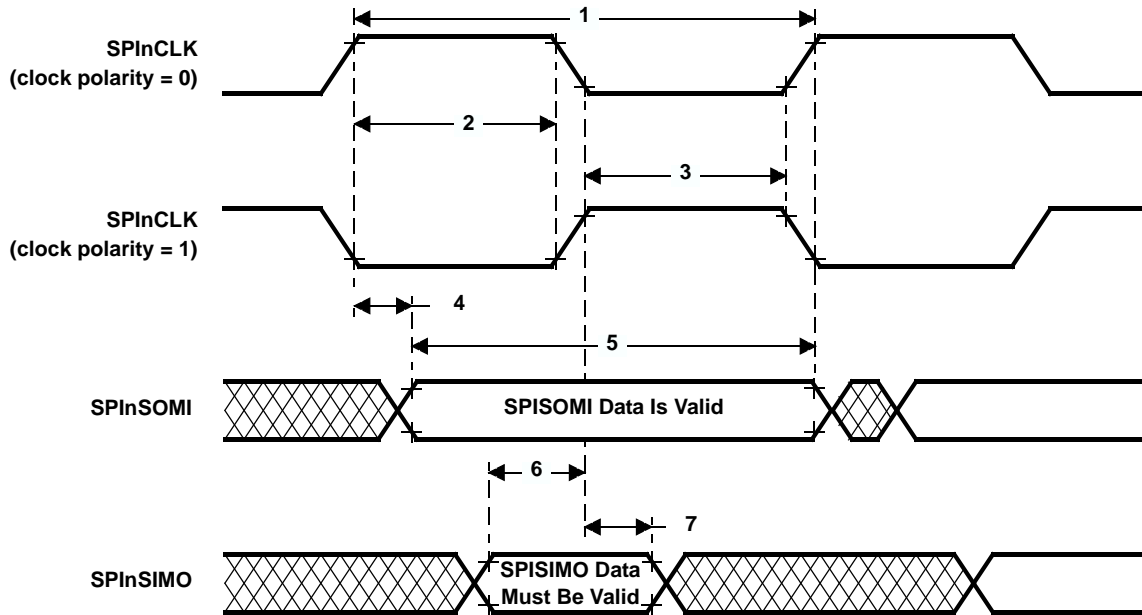 1
SPInCLK
(clock polarity = 0)
2
3
SPInCLK
(clock polarity = 1)
4
5
SPInSOMI
SPISOMI Data Is Valid
6
7
SPInSIMO
SPISIMO Data
Must Be Valid